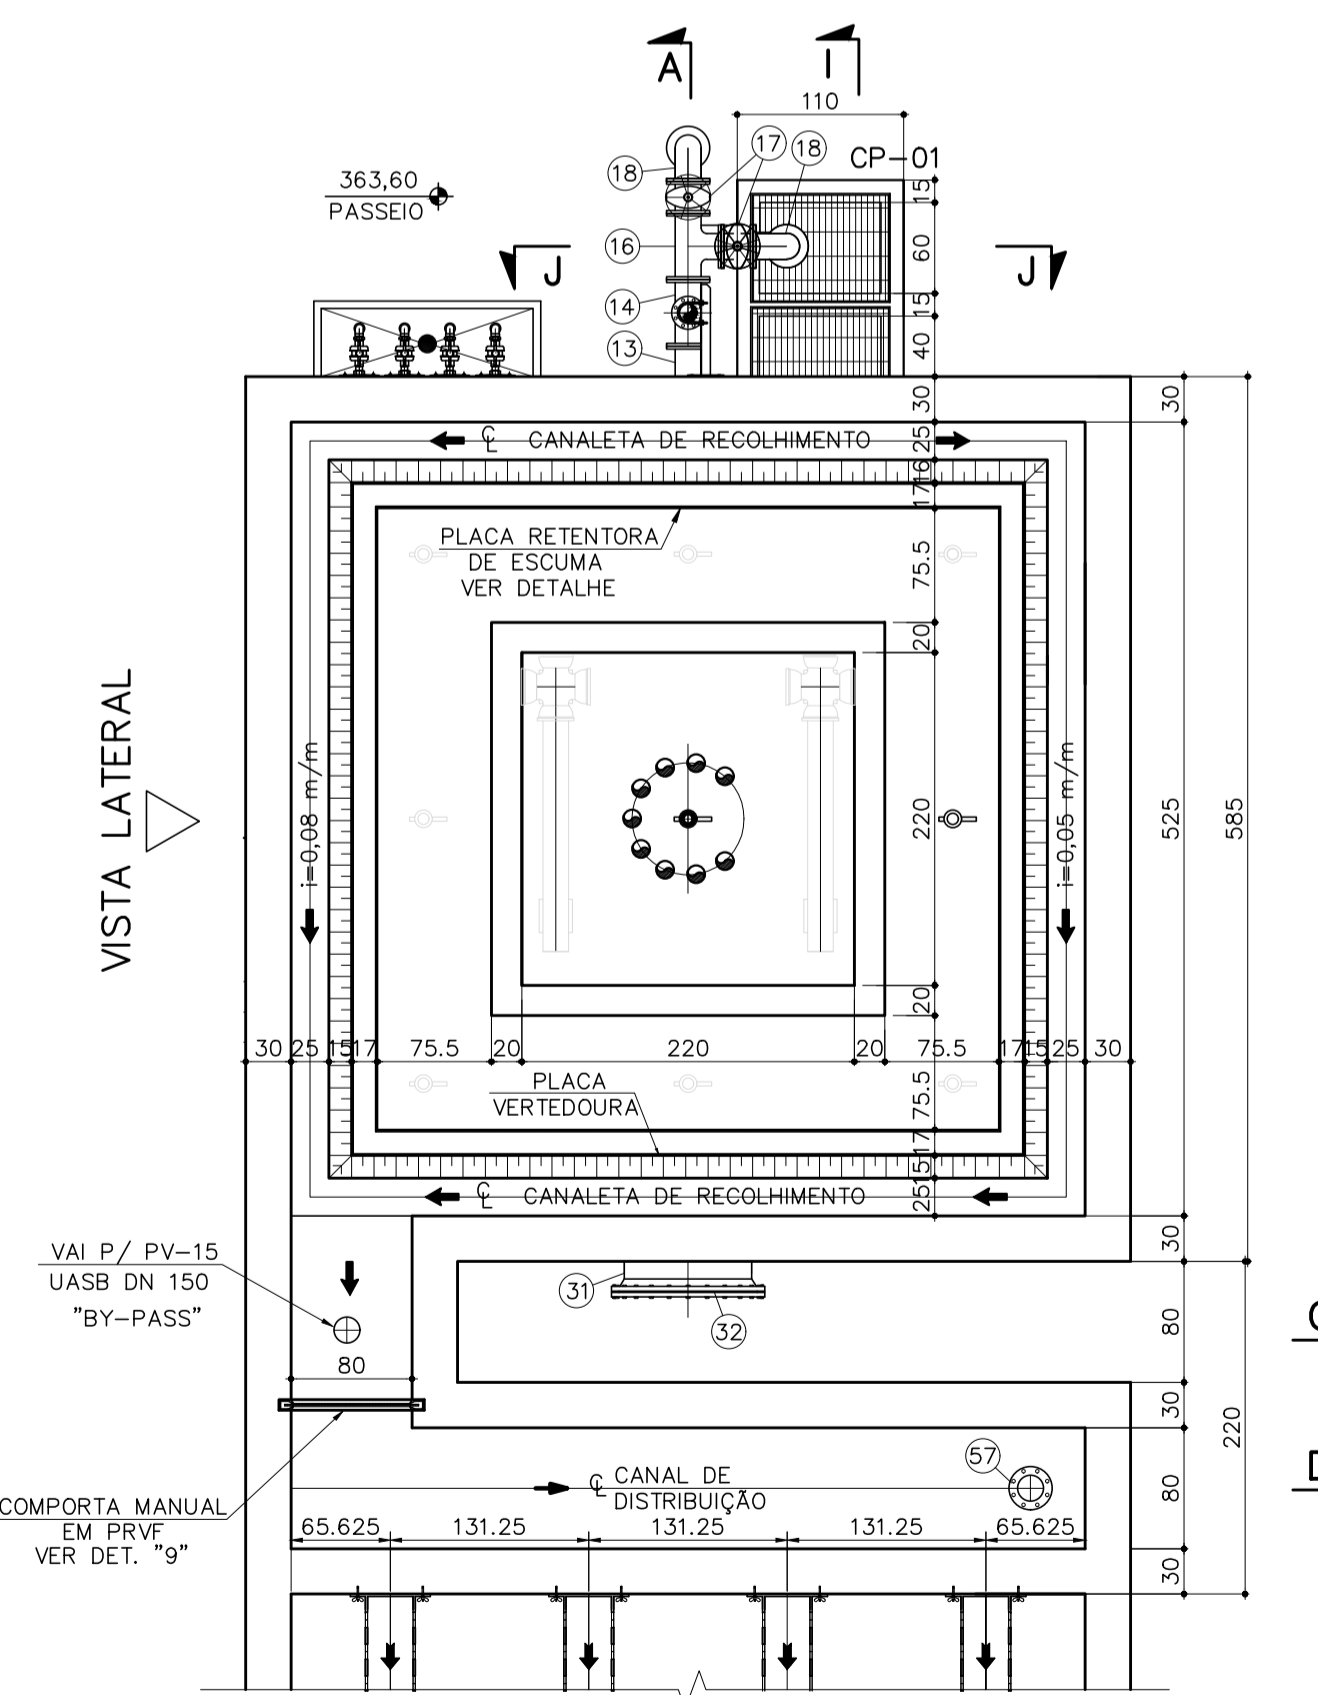 A
I
110
17
18
CP-01
18
363,60
PASSEIO
15
16
60
J
J
14
15
13
40
30
30
℄ CANALETA DE RECOLHIMENTO
25
16
17
PLACA RETENTORA
DE ESCUMA
VER DETALHE
75.5
20
VISTA LATERAL
i=0,08 m/m
i=0,05 m/m
220
525
585
20
30
25
15
17
75.5
20
220
20
75.5
17
15
25
30
PLACA
VERTEDOURA
75.5
17
15
25
℄ CANALETA DE RECOLHIMENTO
30
VAI P/ PV-15
UASB DN 150
"BY-PASS"
31
32
80
80
30
220
57
℄ CANAL DE
DISTRIBUIÇÃO
80
COMPORTA MANUAL
EM PRVF
VER DET. "9"
65.625
131.25
131.25
131.25
65.625
30